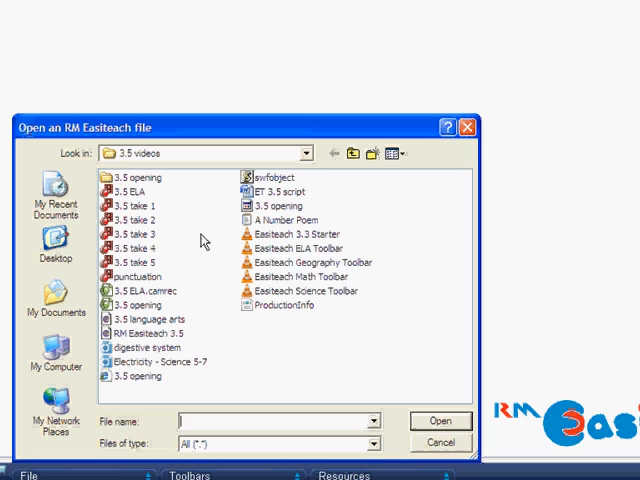 Open an RM Easiteach file
Look in: 3.5 videos
My Recent Documents
Desktop
My Documents
My Computer
My Network Places
3.5 opening
3.5 ELA
3.5 take 1
3.5 take 2
3.5 take 3
3.5 take 4
3.5 take 5
punctuation
3.5 ELA.camrec
3.5 opening
3.5 language arts
RM Easiteach 3.5
digestive system
Electricity - Science 5-7
3.5 opening
swfobject
ET 3.5 script
3.5 opening
A Number Poem
Easiteach 3.3 Starter
Easiteach ELA Toolbar
Easiteach Geography Toolbar
Easiteach Math Toolbar
Easiteach Science Toolbar
ProductionInfo
File name:
Open
Files of type: All (*.*)
Cancel
RM Easi
File
Toolbars
Resources